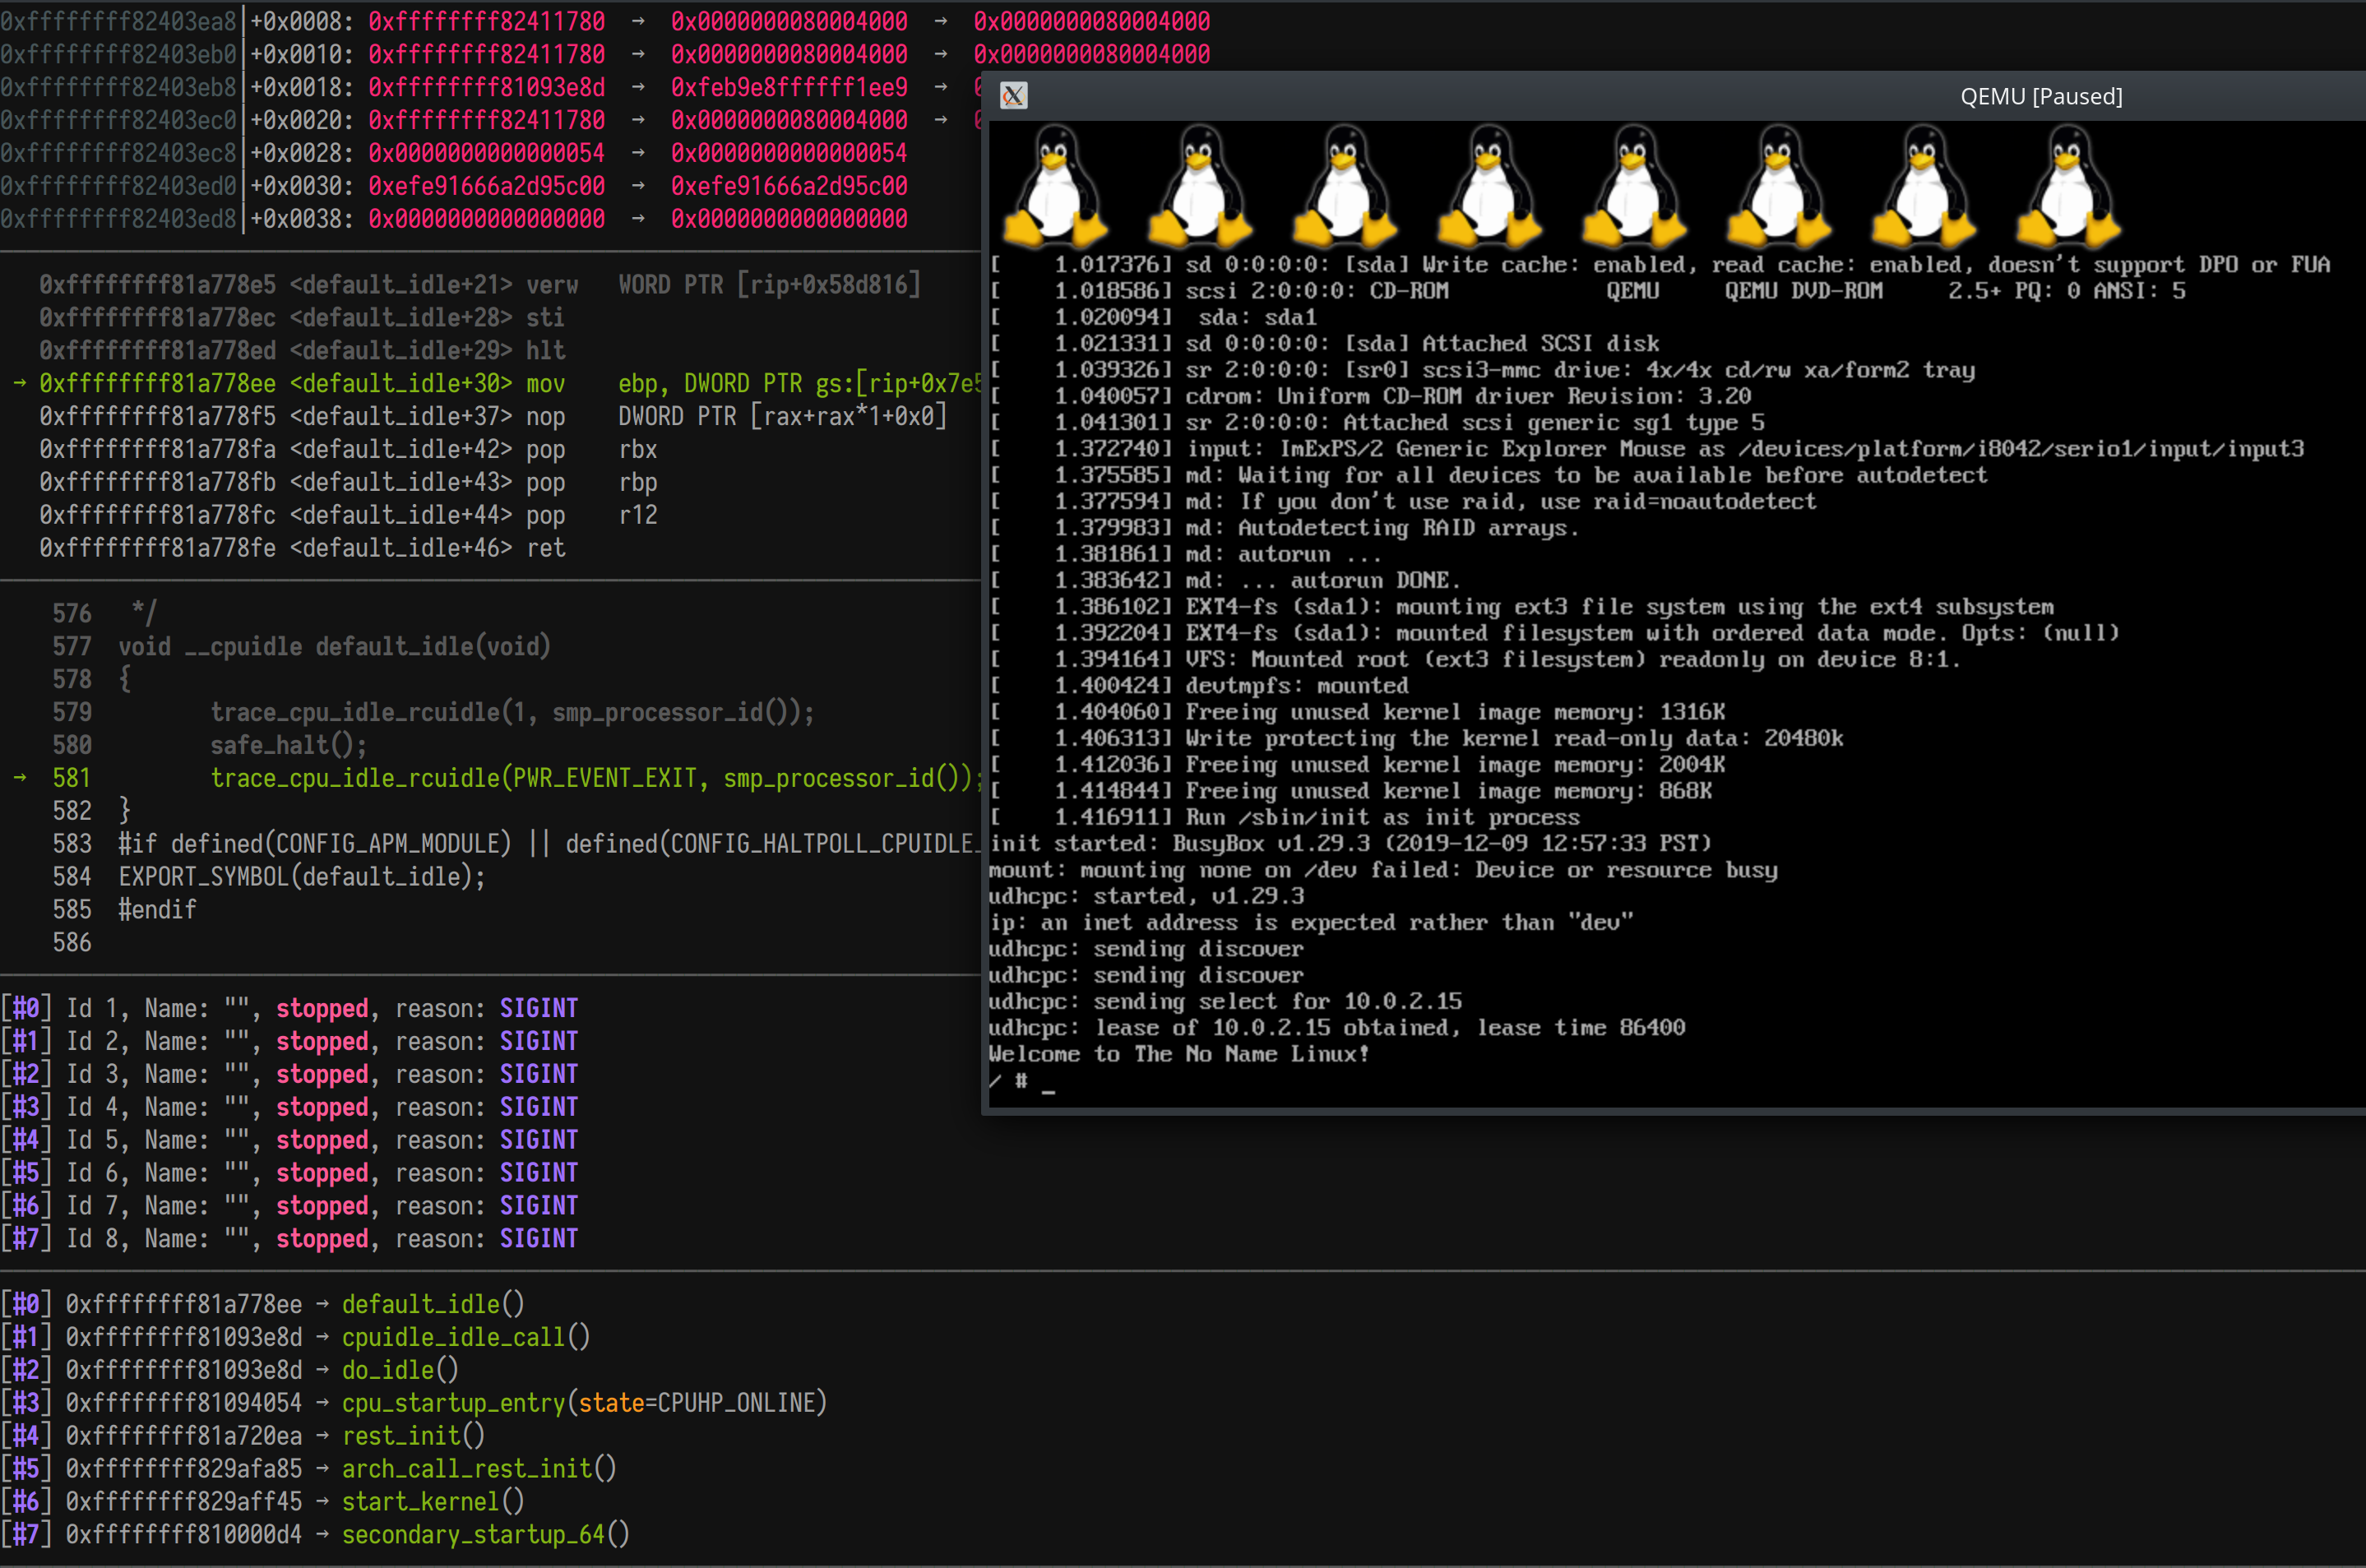 0xffffffff82403ea8│+0x0008: 0xffffffff82411780  →  0x0000000080004000  →  0x0000000080004000
0xffffffff82403eb0│+0x0010: 0xffffffff82411780  →  0x0000000080004000  →  0x0000000080004000
0xffffffff82403eb8│+0x0018: 0xffffffff81093e8d  →  0xfeb9e8ffffff1ee9  →
0xffffffff82403ec0│+0x0020: 0xffffffff82411780  →  0x0000000080004000  →
0xffffffff82403ec8│+0x0028: 0x0000000000000054  →  0x0000000000000054
0xffffffff82403ed0│+0x0030: 0xefe91666a2d95c00  →  0xefe91666a2d95c00
0xffffffff82403ed8│+0x0038: 0x0000000000000000  →  0x0000000000000000
0xffffffff81a778e5 <default_idle+21> verw   WORD PTR [rip+0x58d816]
0xffffffff81a778ec <default_idle+28> sti
0xffffffff81a778ed <default_idle+29> hlt
→ 0xffffffff81a778ee <default_idle+30> mov    ebp, DWORD PTR gs:[rip+0x7e5
0xffffffff81a778f5 <default_idle+37> nop    DWORD PTR [rax+rax*1+0x0]
0xffffffff81a778fa <default_idle+42> pop    rbx
0xffffffff81a778fb <default_idle+43> pop    rbp
0xffffffff81a778fc <default_idle+44> pop    r12
0xffffffff81a778fe <default_idle+46> ret
576   */
577  void __cpuidle default_idle(void)
578  {
579         trace_cpu_idle_rcuidle(1, smp_processor_id());
580         safe_halt();
→  581         trace_cpu_idle_rcuidle(PWR_EVENT_EXIT, smp_processor_id());
582  }
583  #if defined(CONFIG_APM_MODULE) || defined(CONFIG_HALTPOLL_CPUIDLE_
584  EXPORT_SYMBOL(default_idle);
585  #endif
586
[#0] Id 1, Name: "", stopped, reason: SIGINT
[#1] Id 2, Name: "", stopped, reason: SIGINT
[#2] Id 3, Name: "", stopped, reason: SIGINT
[#3] Id 4, Name: "", stopped, reason: SIGINT
[#4] Id 5, Name: "", stopped, reason: SIGINT
[#5] Id 6, Name: "", stopped, reason: SIGINT
[#6] Id 7, Name: "", stopped, reason: SIGINT
[#7] Id 8, Name: "", stopped, reason: SIGINT
[#0] 0xffffffff81a778ee → default_idle()
[#1] 0xffffffff81093e8d → cpuidle_idle_call()
[#2] 0xffffffff81093e8d → do_idle()
[#3] 0xffffffff81094054 → cpu_startup_entry(state=CPUHP_ONLINE)
[#4] 0xffffffff81a720ea → rest_init()
[#5] 0xffffffff829afa85 → arch_call_rest_init()
[#6] 0xffffffff829aff45 → start_kernel()
[#7] 0xffffffff810000d4 → secondary_startup_64()
QEMU [Paused]
[    1.017376] sd 0:0:0:0: [sda] Write cache: enabled, read cache: enabled, doesn't support DPO or FUA
[    1.018586] scsi 2:0:0:0: CD-ROM            QEMU     QEMU DVD-ROM     2.5+ PQ: 0 ANSI: 5
[    1.020094]  sda: sda1
[    1.021331] sd 0:0:0:0: [sda] Attached SCSI disk
[    1.039326] sr 2:0:0:0: [sr0] scsi3-mmc drive: 4x/4x cd/rw xa/form2 tray
[    1.040057] cdrom: Uniform CD-ROM driver Revision: 3.20
[    1.041301] sr 2:0:0:0: Attached scsi generic sg1 type 5
[    1.372740] input: ImExPS/2 Generic Explorer Mouse as /devices/platform/i8042/serio1/input/input3
[    1.375585] md: Waiting for all devices to be available before autodetect
[    1.377594] md: If you don't use raid, use raid=noautodetect
[    1.379983] md: Autodetecting RAID arrays.
[    1.381861] md: autorun ...
[    1.383642] md: ... autorun DONE.
[    1.386102] EXT4-fs (sda1): mounting ext3 file system using the ext4 subsystem
[    1.392204] EXT4-fs (sda1): mounted filesystem with ordered data mode. Opts: (null)
[    1.394164] VFS: Mounted root (ext3 filesystem) readonly on device 8:1.
[    1.400424] devtmpfs: mounted
[    1.404060] Freeing unused kernel image memory: 1316K
[    1.406313] Write protecting the kernel read-only data: 20480k
[    1.412036] Freeing unused kernel image memory: 2004K
[    1.414844] Freeing unused kernel image memory: 868K
[    1.416911] Run /sbin/init as init process
init started: BusyBox v1.29.3 (2019-12-09 12:57:33 PST)
mount: mounting none on /dev failed: Device or resource busy
udhcpc: started, v1.29.3
ip: an inet address is expected rather than "dev"
udhcpc: sending discover
udhcpc: sending discover
udhcpc: sending select for 10.0.2.15
udhcpc: lease of 10.0.2.15 obtained, lease time 86400
Welcome to The No Name Linux!
/ # _